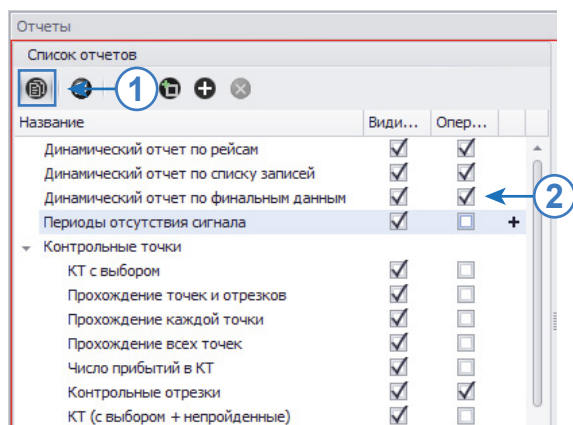 Отчеты
Список отчетов
1
Название Види... Опер...
Динамический отчет по рейсам
Динамический отчет по списку записей
Динамический отчет по финальным данным
2
Периоды отсутствия сигнала
Контрольные точки
КТ с выбором
Прохождение точек и отрезков
Прохождение каждой точки
Прохождение всех точек
Число прибытий в КТ
Контрольные отрезки
КТ (с выбором + непройденные)